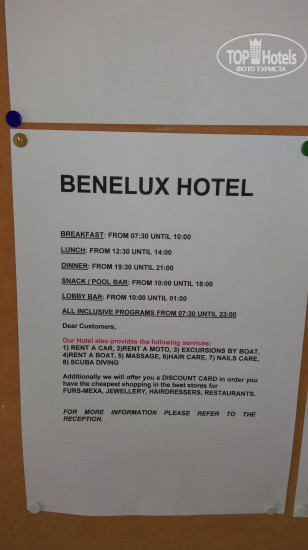 TOP Hotels
ФОТО ТУРИСТА
BENELUX HOTEL
BREAKFAST: FROM 07:30 UNTIL 10:00
LUNCH: FROM 12:30 UNTIL 14:00
DINNER: FROM 19:30 UNTIL 21:00
SNACK / POOL BAR: FROM 10:00 UNTIL 18:00
LOBBY BAR: FROM 10:00 UNTIL 01:00
ALL INCLUSIVE PROGRAMS FROM 07:30 UNTIL 23:00
Dear Customers,
Our Hotel also provides the following services:
1) RENT A CAR, 2)RENT A MOTO, 3) EXCURSIONS BY BOAT,
4)RENT A BOAT, 5) MASSAGE, 6)HAIR CARE, 7) NAILS CARE,
8) SCUBA DIVING
Additionally we will offer you a DISCOUNT CARD in order you
have the cheapest shopping in the best stores for
FURS-MEXA, JEWELLERY, HAIRDRESSERS, RESTAURANTS.
FOR MORE INFORMATION PLEASE REFER TO THE
RECEPTION.